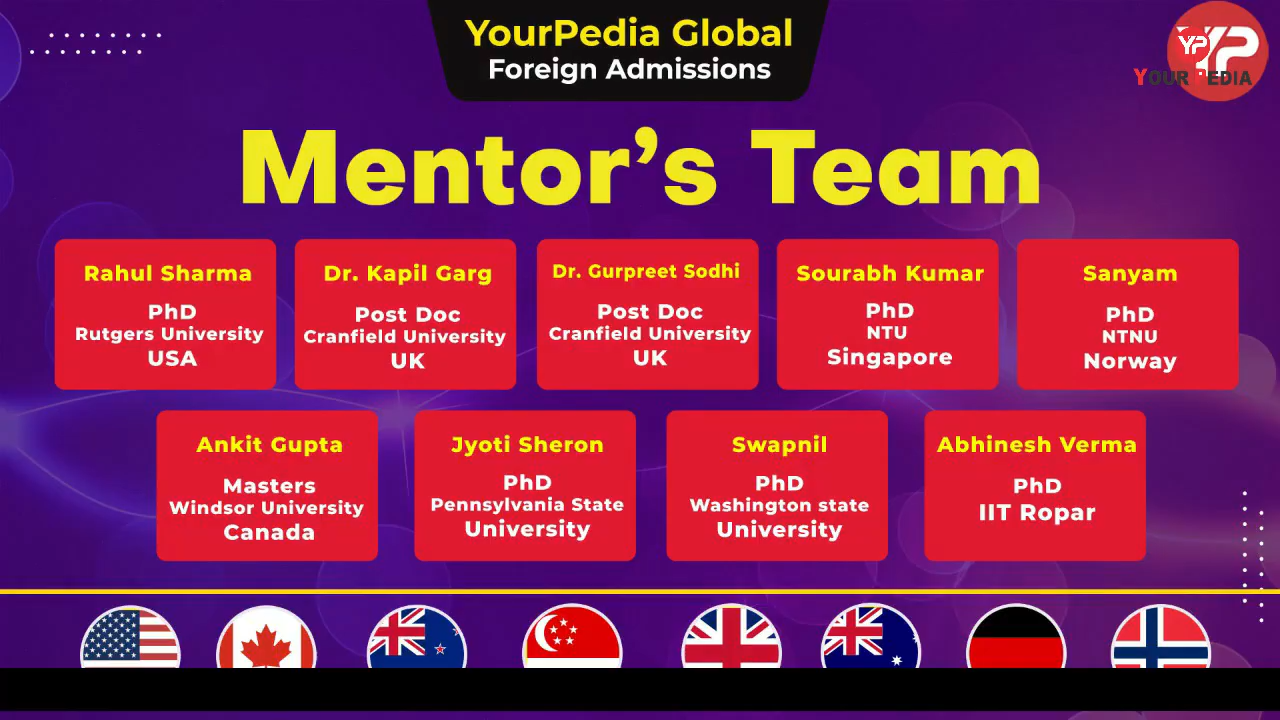 YourPedia Global
Foreign Admissions
YP
YP
YOUR PEDIA
Mentor's Team
Rahul Sharma
PhD
Rutgers University
USA
Dr. Kapil Garg
Post Doc
Cranfield University
UK
Dr. Gurpreet Sodhi
Post Doc
Cranfield University
UK
Sourabh Kumar
PhD
NTU
Singapore
Sanyam
PhD
NTNU
Norway
Ankit Gupta
Masters
Windsor University
Canada
Jyoti Sheron
PhD
Pennsylvania State
University
Swapnil
PhD
Washington state
University
Abhinesh Verma
PhD
IIT Ropar